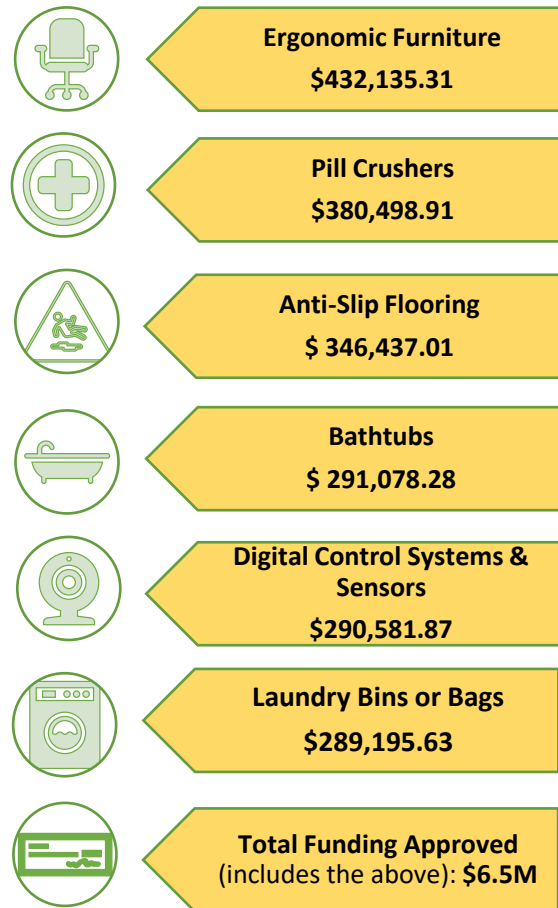 Ergonomic Furniture
$432,135.31
Pill Crushers
$380,498.91
Anti-Slip Flooring
$ 346,437.01
Bathtubs
$ 291,078.28
Digital Control Systems &
Sensors
$290,581.87
Laundry Bins or Bags
$289,195.63
Total Funding Approved
(includes the above): $6.5M